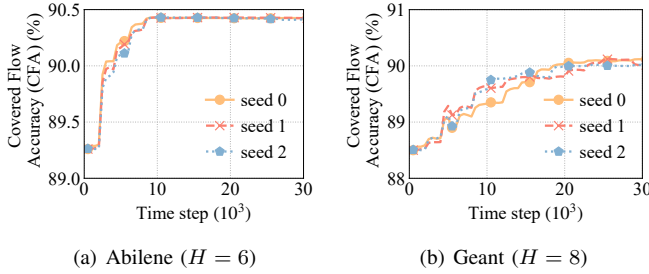 Covered Flow
Accuracy (CFA) (%)
90.5
90.0
89.5
89.0
seed 0
seed 1
seed 2
0
10
20
30
Time step (10³)
(a) Abilene (H = 6)
Covered Flow
Accuracy (CFA) (%)
91
90
89
88
seed 0
seed 1
seed 2
0
10
20
30
Time step (10³)
(b) Geant (H = 8)